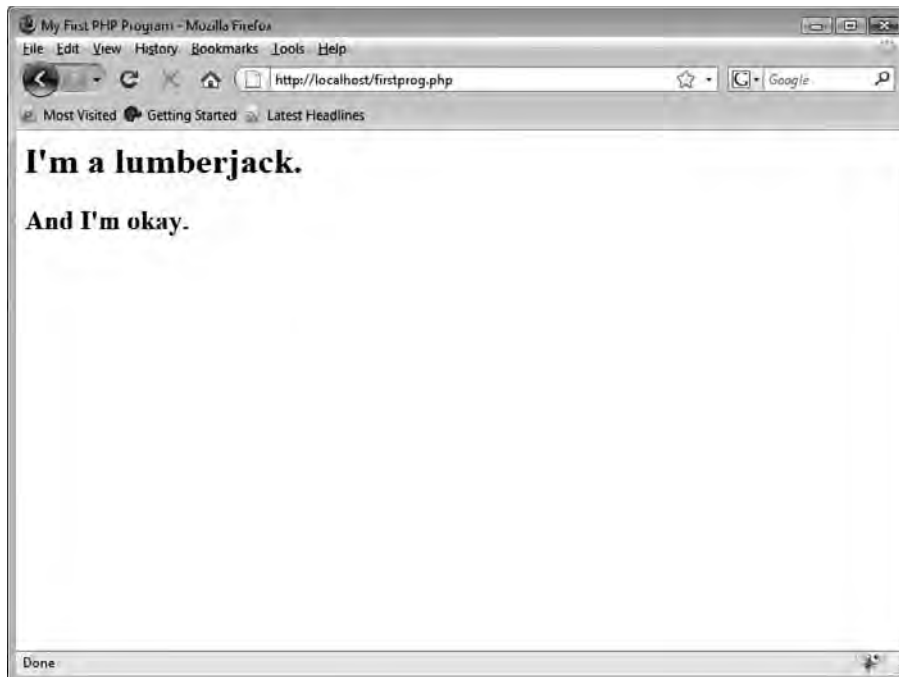 My First PHP Program - Mozilla Firefox
File Edit View History Bookmarks Tools Help
http://localhost/firstprog.php G Google
Most Visited Getting Started Latest Headlines
I'm a lumberjack.
And I'm okay.
Done